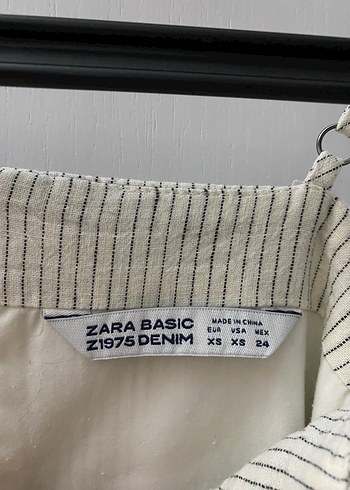 ZARA BASIC
Z1975 DENIM
MADE IN CHINA
EUR USA MEX
XS XS 24